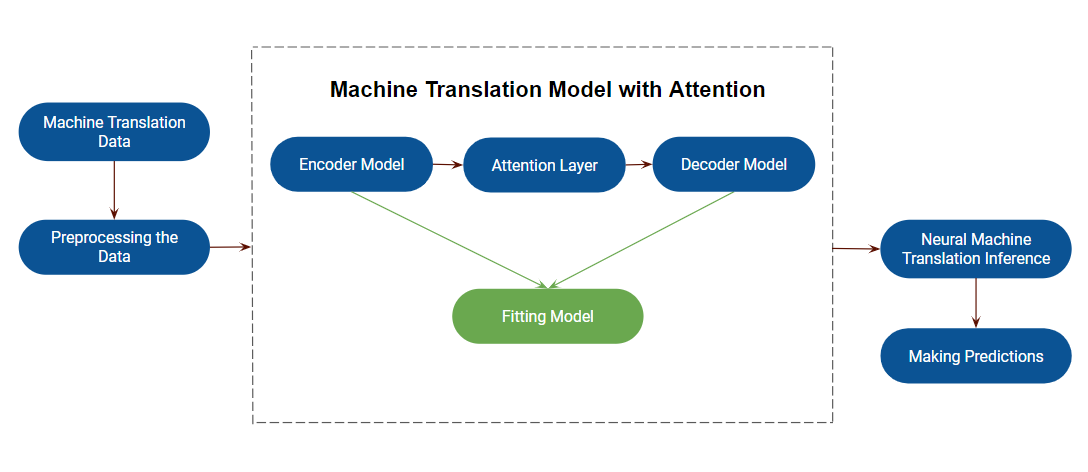 Machine Translation Model with Attention
Machine Translation
Data
Encoder Model
Attention Layer
Decoder Model
Preprocessing the
Data
Neural Machine
Translation Inference
Fitting Model
Making Predictions